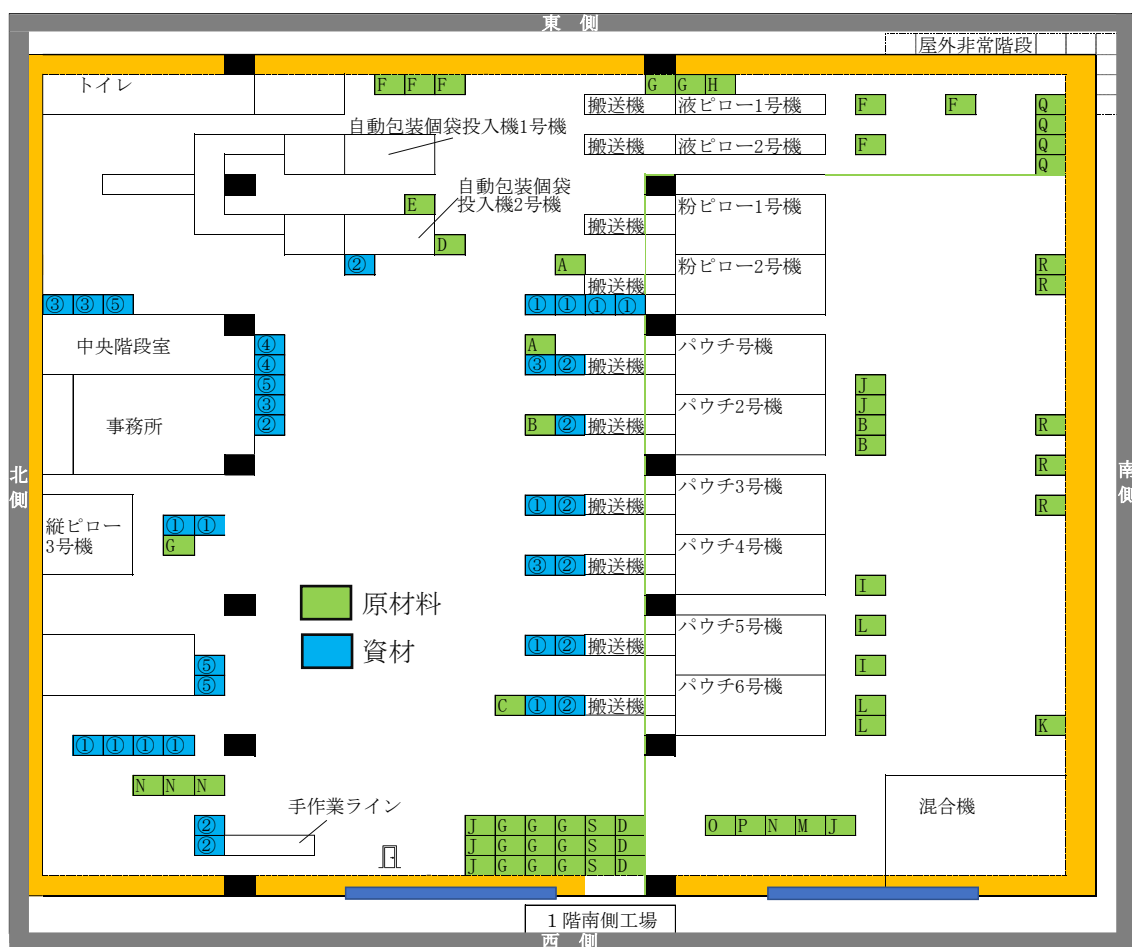 東 側
屋外非常階段
トイレ
F F F
G G H
搬送機 液ピロー1号機
F
F
Q
自動包装個袋投入機1号機
Q
搬送機 液ピロー2号機
F
Q
Q
自動包装個袋
投入機2号機
E
粉ピロー1号機
搬送機
D
②
A
粉ピロー2号機
R
搬送機
R
③ ③ ⑤
① ① ① ①
中央階段室
④
A
パウチ号機
④
③ ② 搬送機
⑤
J
③
パウチ2号機
J
事務所
②
B ② 搬送機
B
R
B
北
側
R
南
側
パウチ3号機
① ② 搬送機
R
縦ピロー
3号機
① ①
G
パウチ4号機
③ ② 搬送機
I
原材料
資材
パウチ5号機
L
① ② 搬送機
⑤
I
⑤
パウチ6号機
C ① ② 搬送機
L
L
K
① ① ① ①
N N N
手作業ライン
混合機
②
②
J G G G S D
J G G G S D
J G G G S D
O P N M J
1階南側工場
西 側